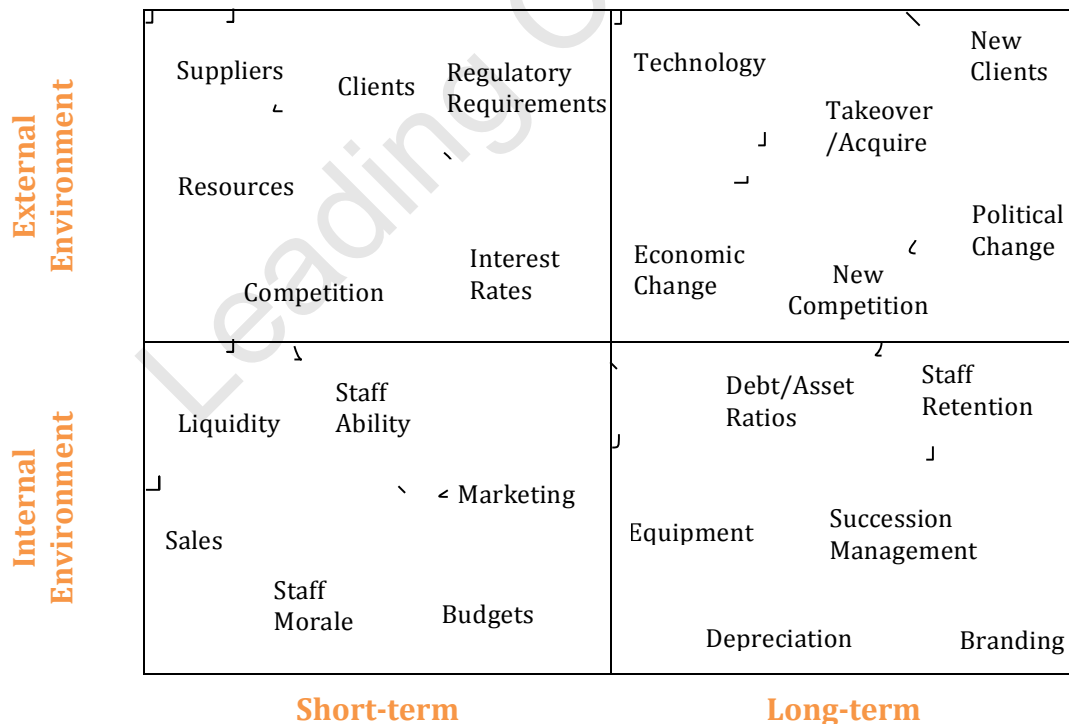 External
Environment
Suppliers
Clients
Regulatory
Requirements
Resources
Competition
Interest
Rates
Technology
New
Clients
Takeover
/Acquire
Political
Change
Economic
Change
New
Competition
Internal
Environment
Liquidity
Staff
Ability
Marketing
Sales
Staff
Morale
Budgets
Debt/Asset
Ratios
Staff
Retention
Equipment
Succession
Management
Depreciation
Branding
Short-term
Long-term
Leading